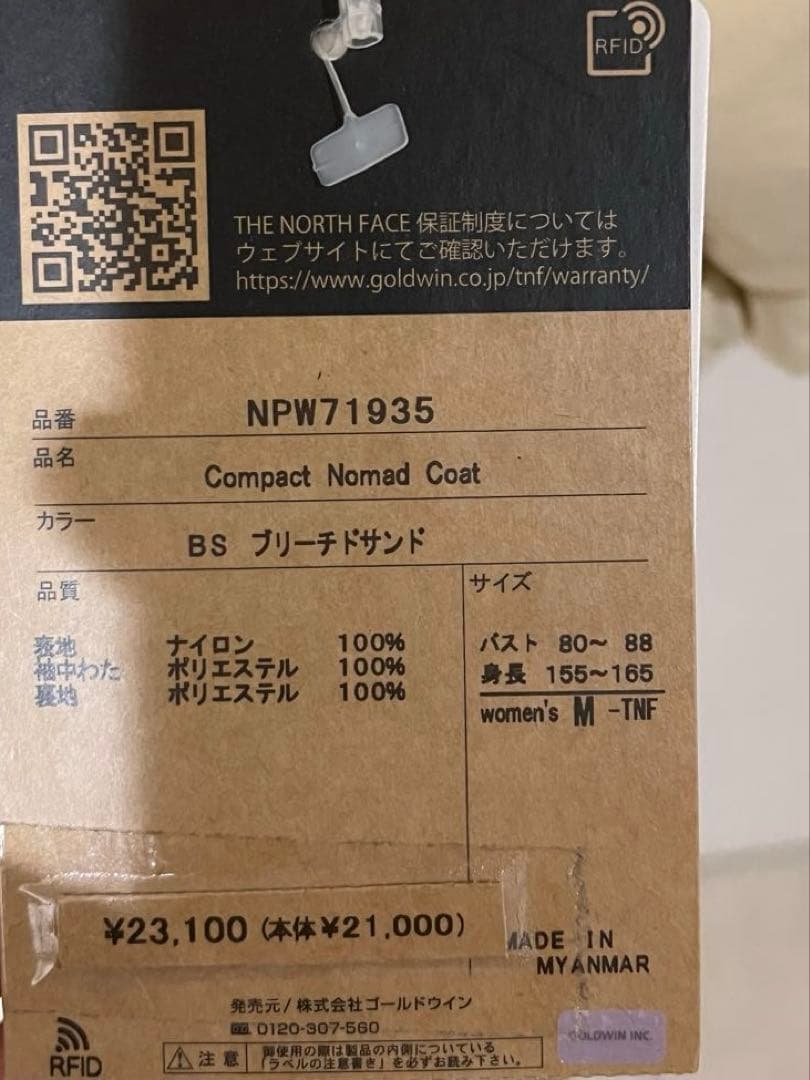 RFID
THE NORTH FACE 保証制度については
ウェブサイトにてご確認いただけます。
https://www.goldwin.co.jp/tnf/warranty/
品番 NPW71935
品名
Compact Nomad Coat
カラー
BS ブリーチドサンド
品質
サイズ
表地 ナイロン 100%
袖中わた ポリエステル 100%
裏地 ポリエステル 100%
バスト 80〜 88
身長 155〜165
women's M -TNF
¥23,100 (本体¥21,000)
MADE IN
MYANMAR
発売元/株式会社ゴールドウイン
0120-307-560
RFID
注意
御使用の際は製品の内側についている
「ラベルの注意書き」を必ずお読み下さい。
GOLDWIN INC.